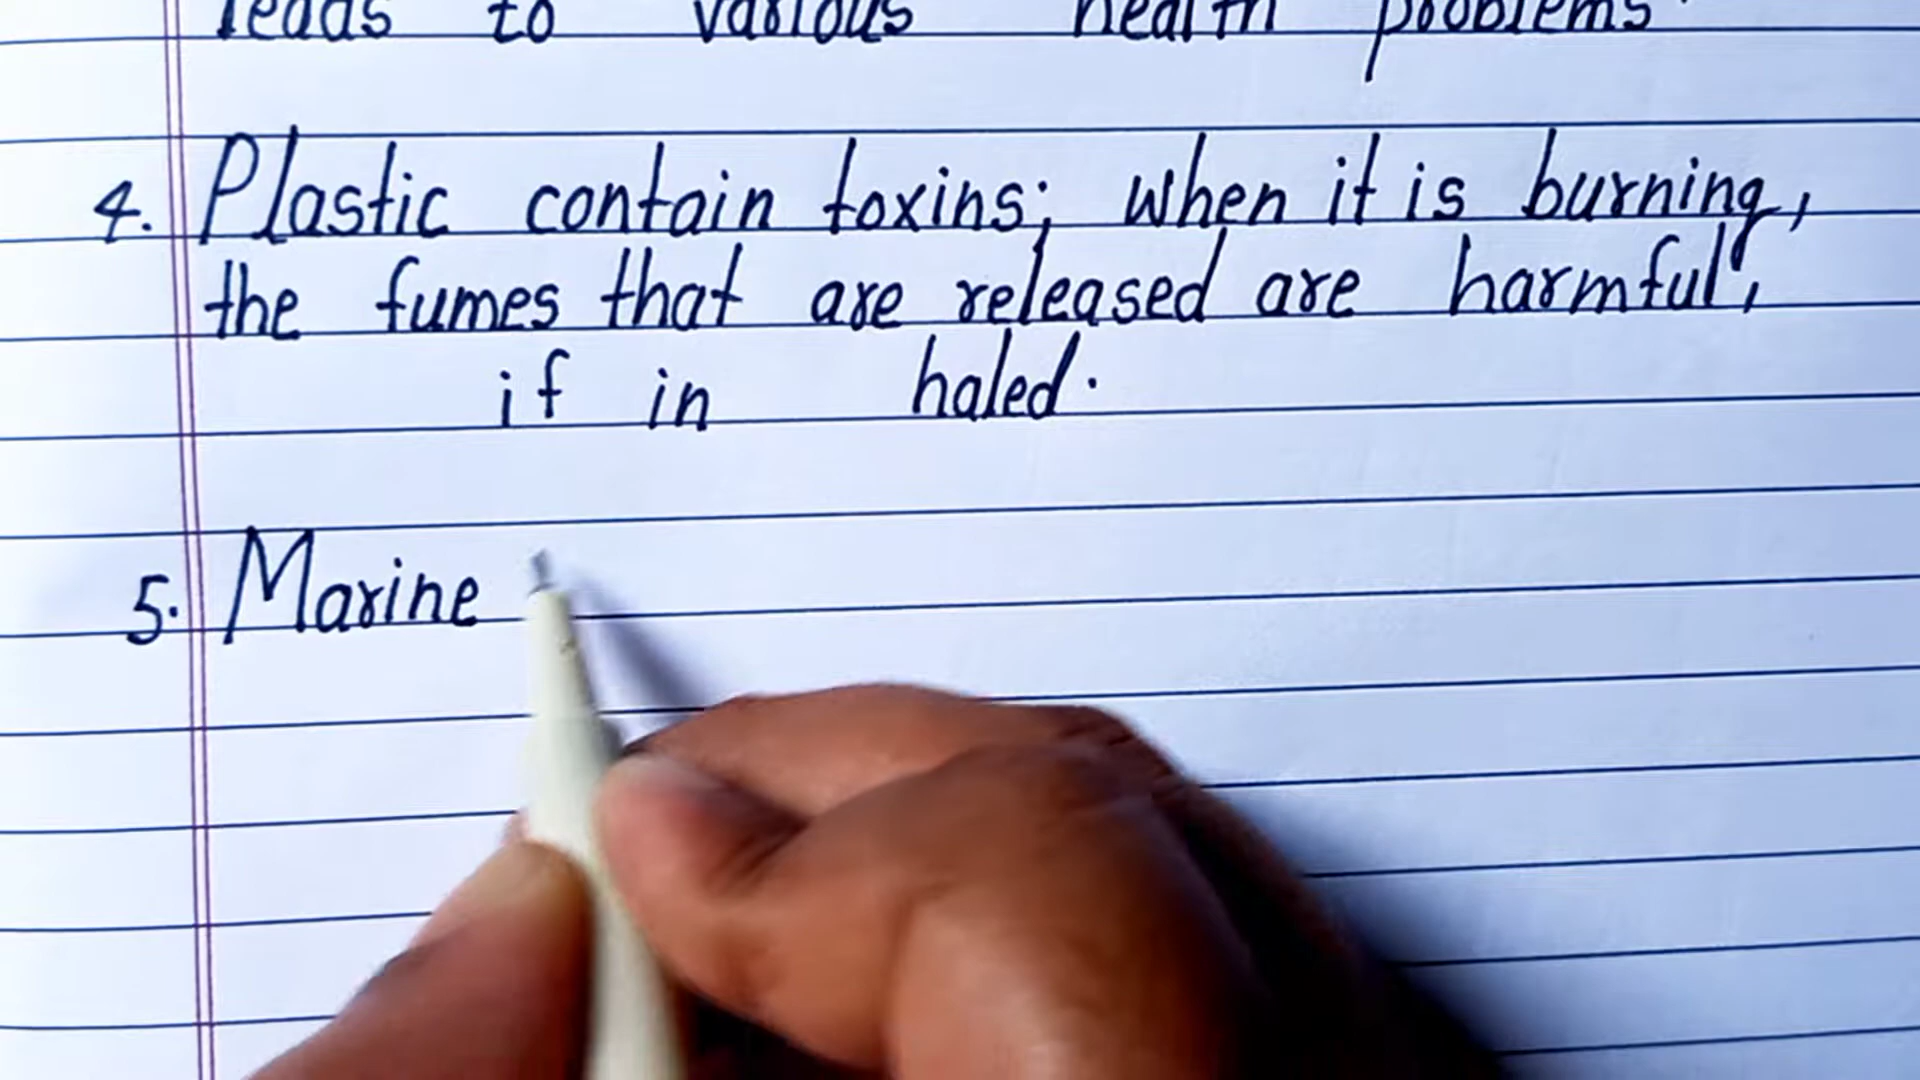 leads to various health problems.
4. Plastic contain toxins; when it is burning,
the fumes that are released are harmful,
if in haled.
5. Marine